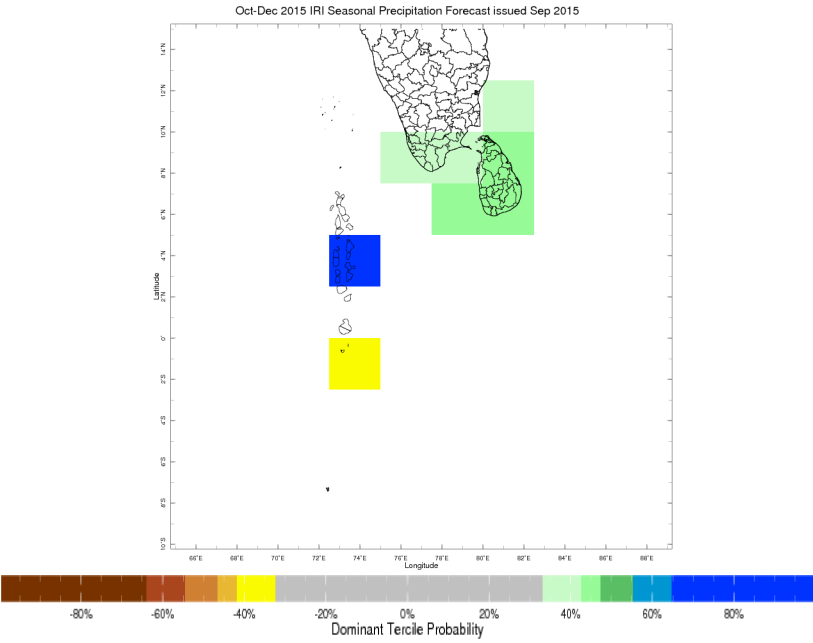 Oct-Dec 2015 IRI Seasonal Precipitation Forecast issued Sep 2015
14°N
12°N
10°N
8°N
6°N
4°N
2°N
0°
2°S
4°S
6°S
8°S
10°S
Latitude
66°E 68°E 70°E 72°E 74°E 76°E 78°E 80°E 82°E 84°E 86°E 88°E
Longitude
-80% -60% -40% -20% 0% 20% 40% 60% 80%
Dominant Tercile Probability